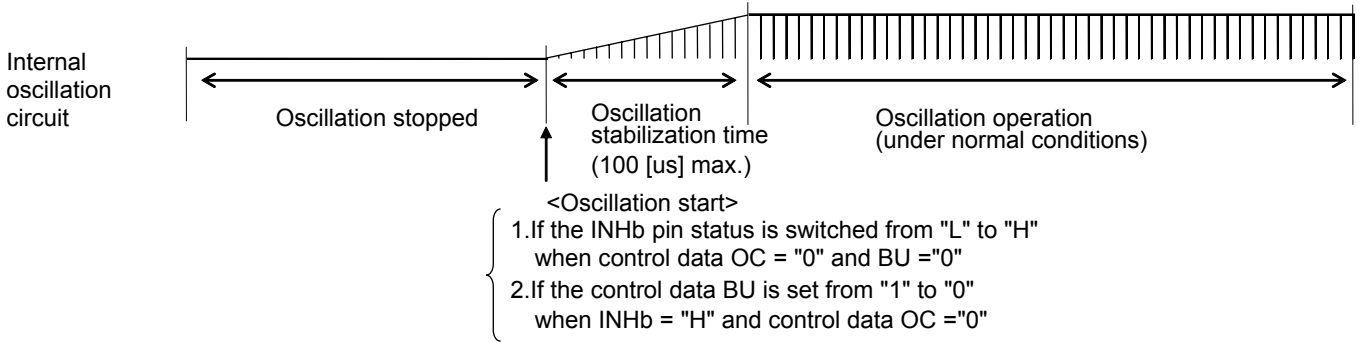 Internal
oscillation
circuit
Oscillation stopped
Oscillation
stabilization time
(100 [us] max.)
Oscillation operation
(under normal conditions)
<Oscillation start>
1.If the INHb pin status is switched from "L" to "H"
when control data OC = "0" and BU ="0"
2.If the control data BU is set from "1" to "0"
when INHb = "H" and control data OC ="0"